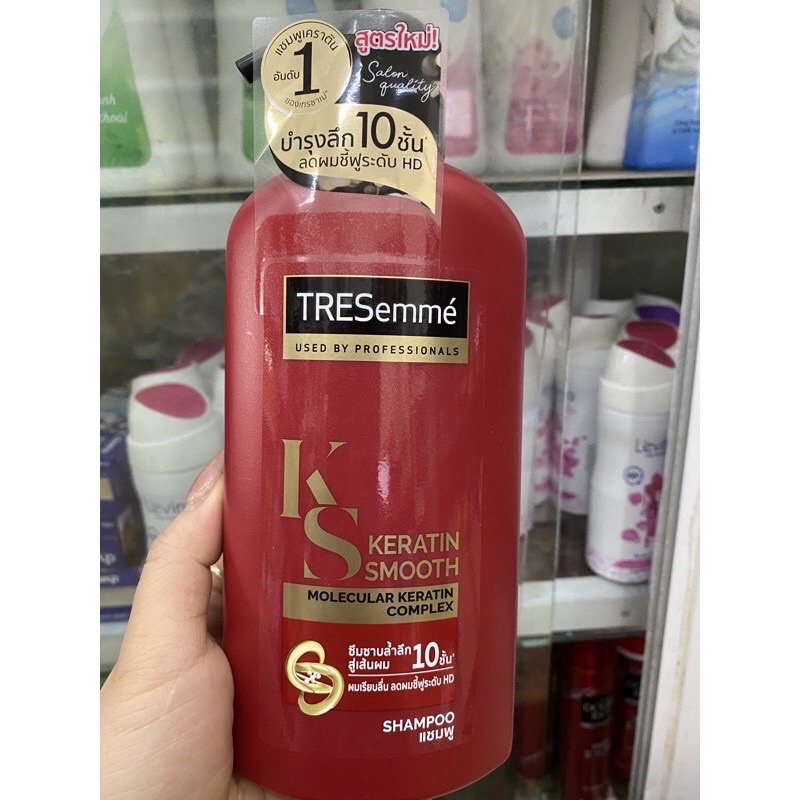 แชมพูเคราติน
อันดับ
1
ของเทรซาเม่*
สูตรใหม่!
Salon
quality
บำรุงลึก 10 ชั้น*
ลดผมชี้ฟูระดับ HD
TRESemmé
USED BY PROFESSIONALS
KS
KERATIN
SMOOTH
MOLECULAR KERATIN
COMPLEX
ซึมซาบล้ำลึก
สู่เส้นผม 10 ชั้น*
ผมเรียบลื่น ลดผมชี้ฟูระดับ HD
SHAMPOO
แชมพู